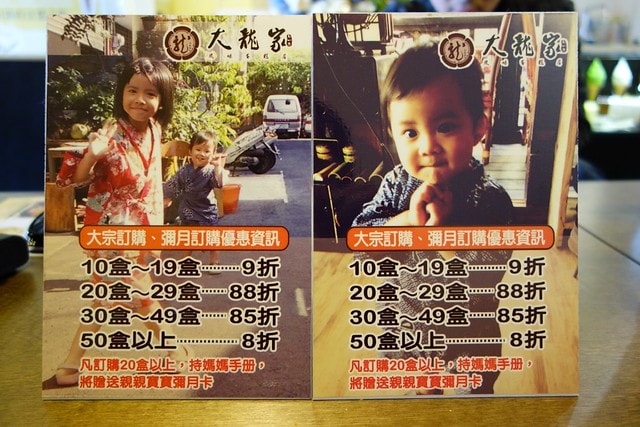 龍 大龍家
大宗訂購、彌月訂購優惠資訊
10盒～19盒⋯⋯⋯9折
20盒～29盒⋯⋯88折
30盒～49盒⋯⋯85折
50盒以上⋯⋯⋯⋯8折
凡訂購20盒以上，持媽媽手册，
將贈送親親寶寶彌月卡
龍 大龍家
大宗訂購、彌月訂購優惠資訊
10盒～19盒⋯⋯⋯9折
20盒～29盒⋯⋯88折
30盒～49盒⋯⋯85折
50盒以上⋯⋯⋯⋯8折
凡訂購20盒以上，持媽媽手册，
將贈送親親寶寶彌月卡